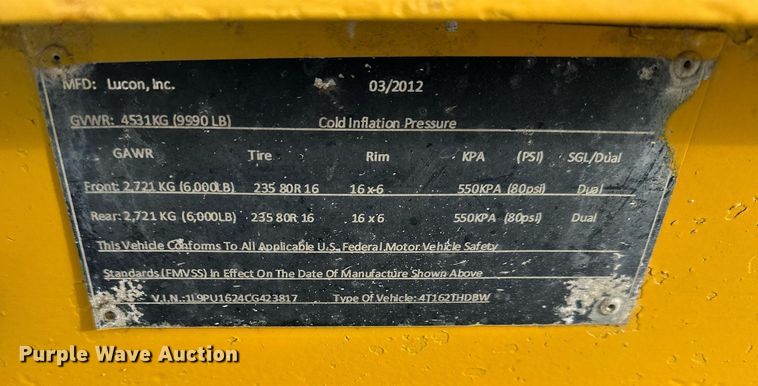 MFD: Lucon, Inc. 03/2012
GVWR: 4531KG (9990 LB) Cold Inflation Pressure
GAWR Tire Rim KPA (PSI) SGL/Dual
Front: 2,721 KG (6,000LB) 235 80R 16 16 x 6 550KPA (80psi) Dual
Rear: 2,721 KG (6,000LB) 235 80R 16 16 x 6 550KPA (80psi) Dual
This Vehicle Conforms To All Applicable U.S. Federal Motor Vehicle Safety
Standards (FMVSS) In Effect On The Date Of Manufacture Shown Above
V.I.N.: 1L9PU1624CG423817 Type Of Vehicle: 4T162THDBW
Purple Wave Auction